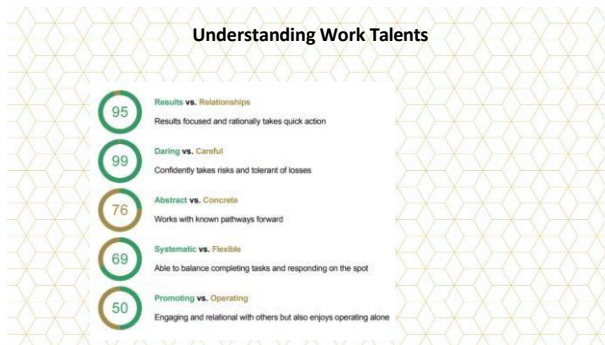 Understanding Work Talents
95
Results vs. Relationships
Results focused and rationally takes quick action
99
Daring vs. Careful
Confidently takes risks and tolerant of losses
76
Abstract vs. Concrete
Works with known pathways forward
69
Systematic vs. Flexible
Able to balance completing tasks and responding on the spot
50
Promoting vs. Operating
Engaging and relational with others but also enjoys operating alone